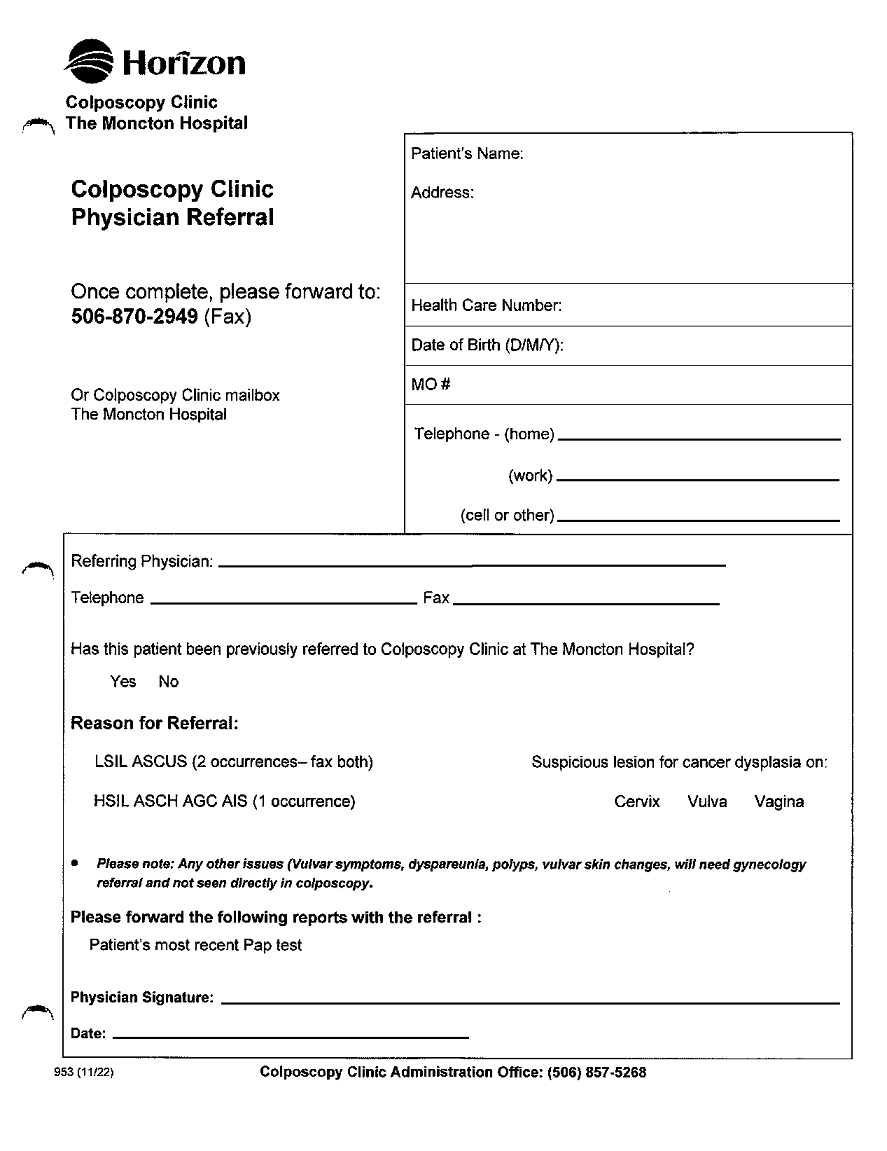 Horizon
Colposcopy Clinic
The Moncton Hospital
Colposcopy Clinic
Physician Referral
Once complete, please forward to:
506-870-2949 (Fax)
Or Colposcopy Clinic mailbox
The Moncton Hospital
Patient's Name:
Address:
Health Care Number:
Date of Birth (D/M/Y):
MO #
Telephone - (home)
(work)
(cell or other)
Referring Physician:
Telephone Fax
Has this patient been previously referred to Colposcopy Clinic at The Moncton Hospital?
Yes No
Reason for Referral:
LSIL ASCUS (2 occurrences– fax both) Suspicious lesion for cancer dysplasia on:
HSIL ASCH AGC AIS (1 occurrence) Cervix Vulva Vagina
• Please note: Any other issues (Vulvar symptoms, dyspareunia, polyps, vulvar skin changes, will need gynecology
referral and not seen directly in colposcopy.
Please forward the following reports with the referral :
Patient's most recent Pap test
Physician Signature:
Date:
953 (11/22) Colposcopy Clinic Administration Office: (506) 857-5268